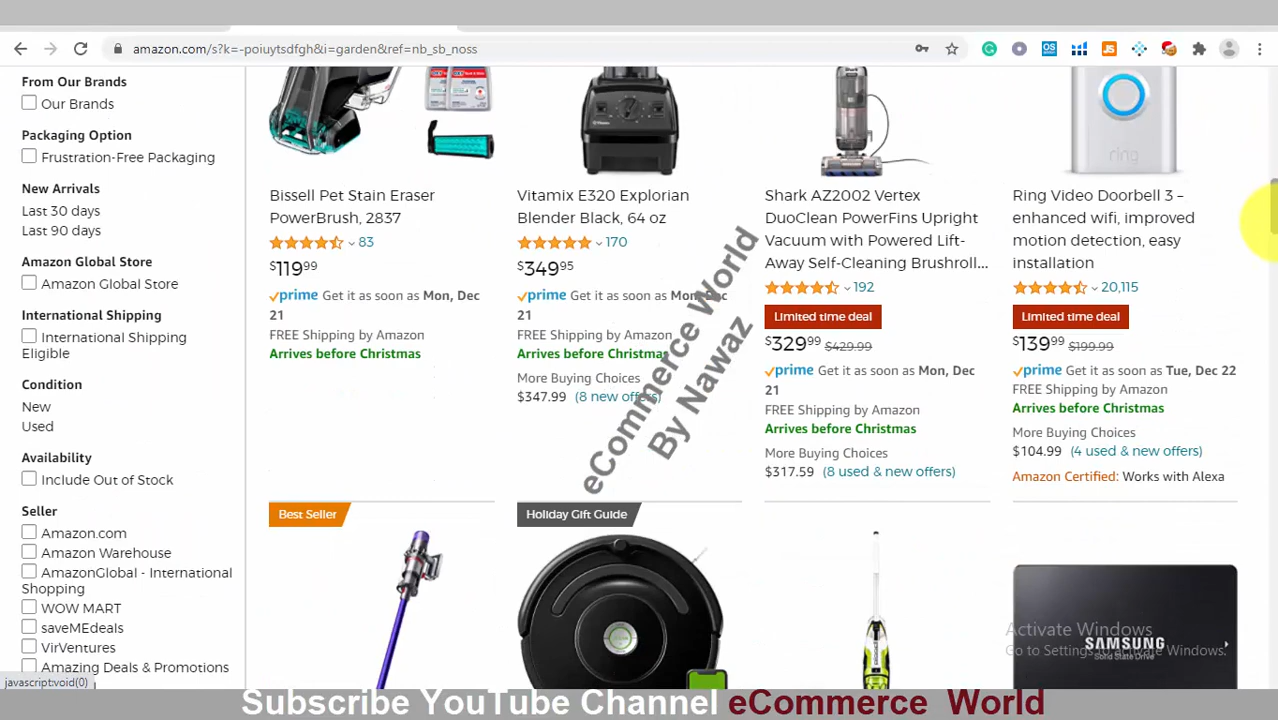 amazon.com/s?k=-poiuytsdfgh&i=garden&ref=nb_sb_noss
From Our Brands
Our Brands
Packaging Option
Frustration-Free Packaging
New Arrivals
Last 30 days
Last 90 days
Amazon Global Store
Amazon Global Store
International Shipping
International Shipping
Eligible
Condition
New
Used
Availability
Include Out of Stock
Seller
Amazon.com
Amazon Warehouse
AmazonGlobal - International
Shopping
WOW MART
saveMEdeals
VirVentures
Amazing Deals & Promotions
javascript:void(0)
Bissell Pet Stain Eraser
PowerBrush, 2837
83
$119.99
prime Get it as soon as Mon, Dec
21
FREE Shipping by Amazon
Arrives before Christmas
Vitamix E320 Explorian
Blender Black, 64 oz
170
$349.95
prime Get it as soon as Mon, Dec
21
FREE Shipping by Amazon
Arrives before Christmas
More Buying Choices
$347.99 (8 new offers)
Shark AZ2002 Vertex
DuoClean PowerFins Upright
Vacuum with Powered Lift-
Away Self-Cleaning Brushroll...
192
Limited time deal
$329.99 $429.99
prime Get it as soon as Mon, Dec
21
FREE Shipping by Amazon
Arrives before Christmas
More Buying Choices
$317.59 (8 used & new offers)
ring
Ring Video Doorbell 3 –
enhanced wifi, improved
motion detection, easy
installation
20,115
Limited time deal
$139.99 $199.99
prime Get it as soon as Tue, Dec 22
FREE Shipping by Amazon
Arrives before Christmas
More Buying Choices
$104.99 (4 used & new offers)
Amazon Certified: Works with Alexa
eCommerce World
By Nawaz
Best Seller
Holiday Gift Guide
SAMSUNG
Solid State Drive
Activate Windows
Go to Settings to activate Windows.
Subscribe YouTube Channel eCommerce World